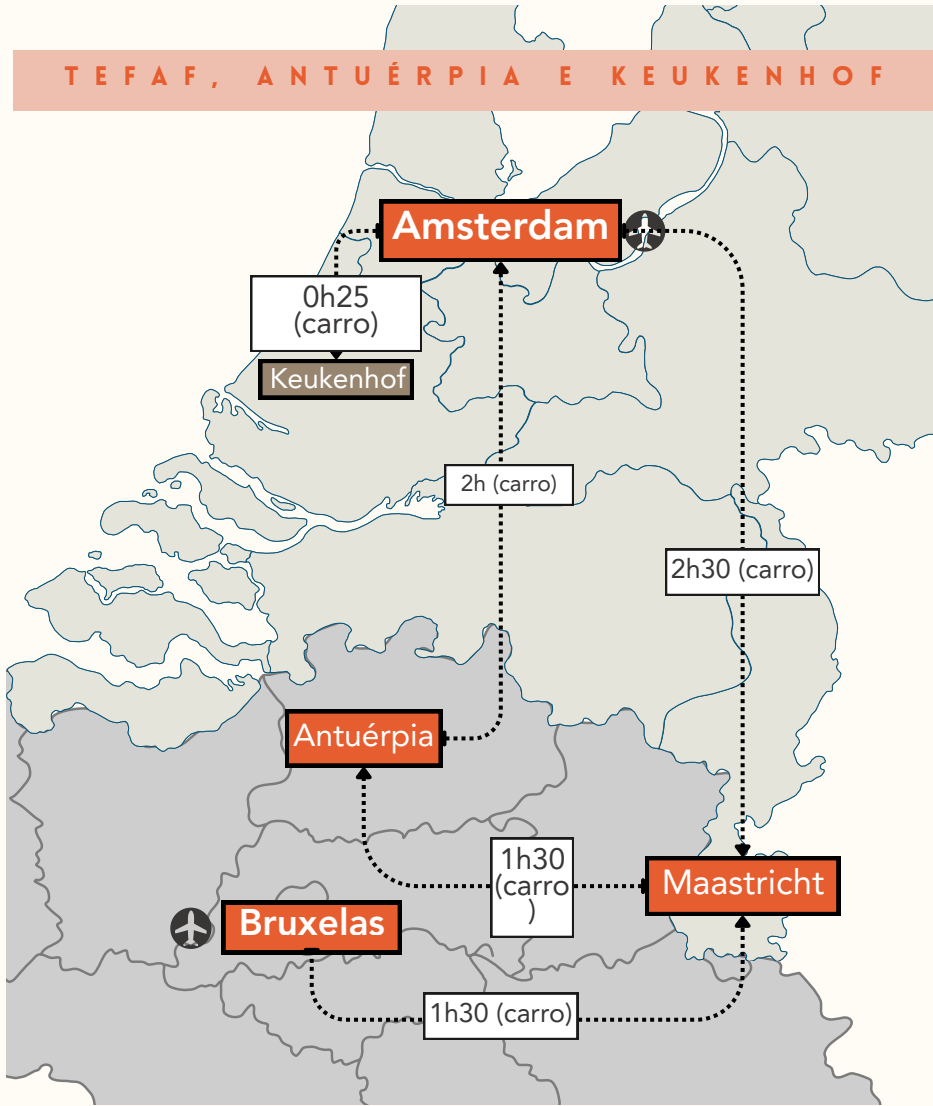 TEFAF, ANTUÉRPIA E KEUKENHOF
Amsterdam
0h25
(carro)
Keukenhof
2h (carro)
2h30 (carro)
Antuérpia
1h30
(carro
)
Maastricht
Bruxelas
1h30 (carro)